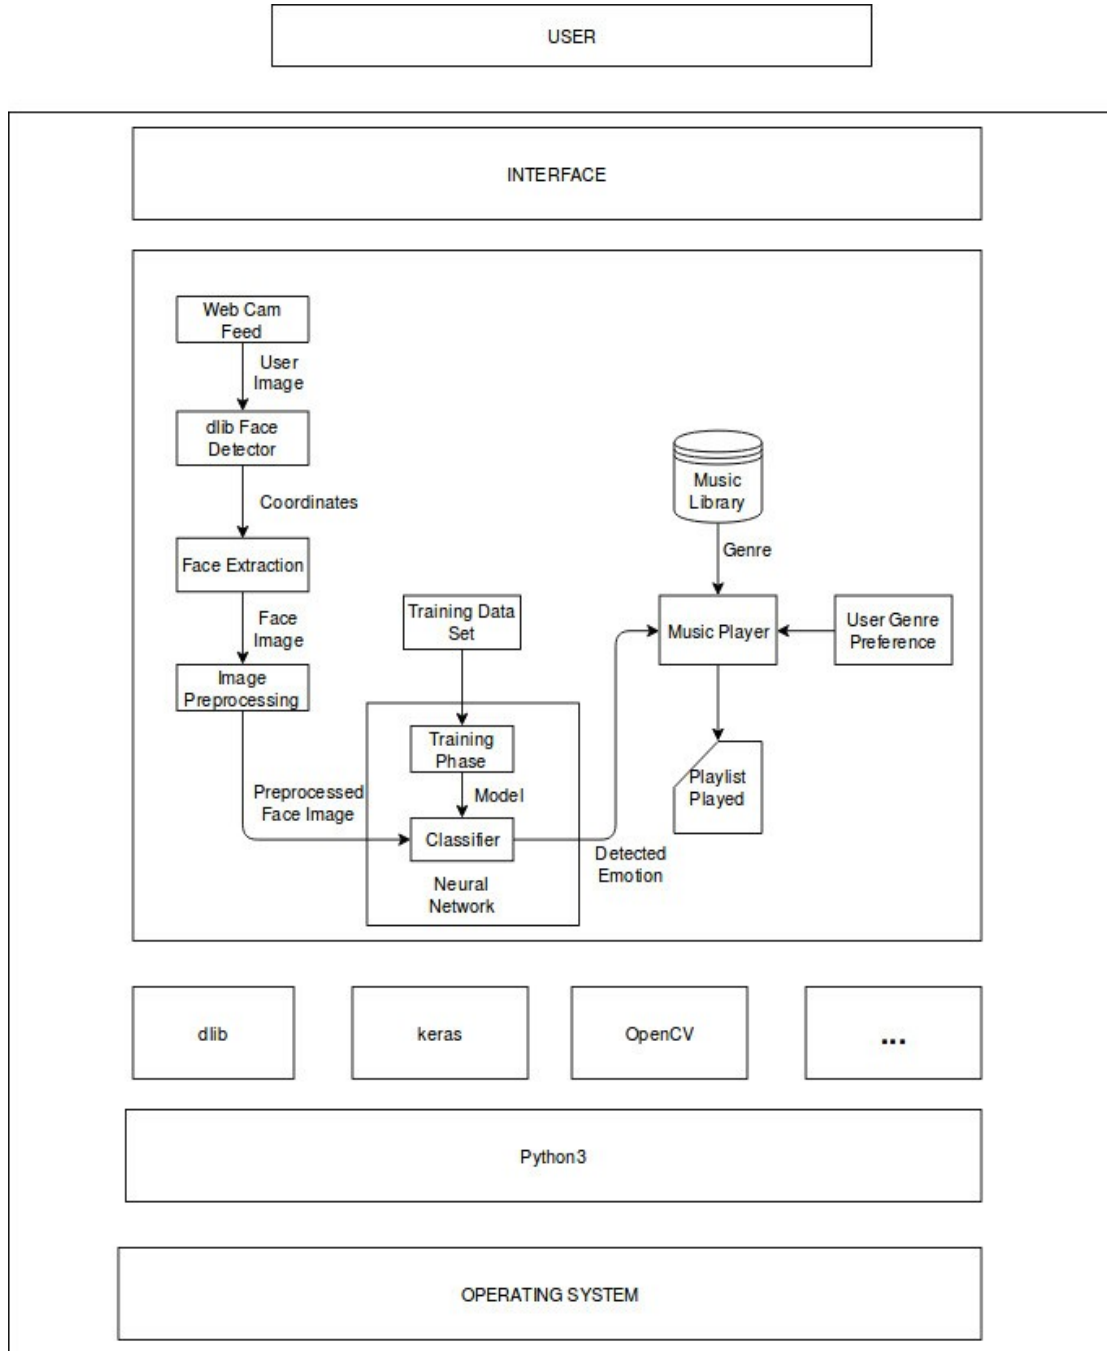 USER
INTERFACE
Web Cam
Feed
User
Image
dlib Face
Detector
Coordinates
Face Extraction
Face
Image
Image
Preprocessing
Preprocessed
Face Image
Training Data
Set
Training
Phase
Model
Classifier
Neural
Network
Detected
Emotion
Music
Library
Genre
Music Player
User Genre
Preference
Playlist
Played
dlib
keras
OpenCV
...
Python3
OPERATING SYSTEM